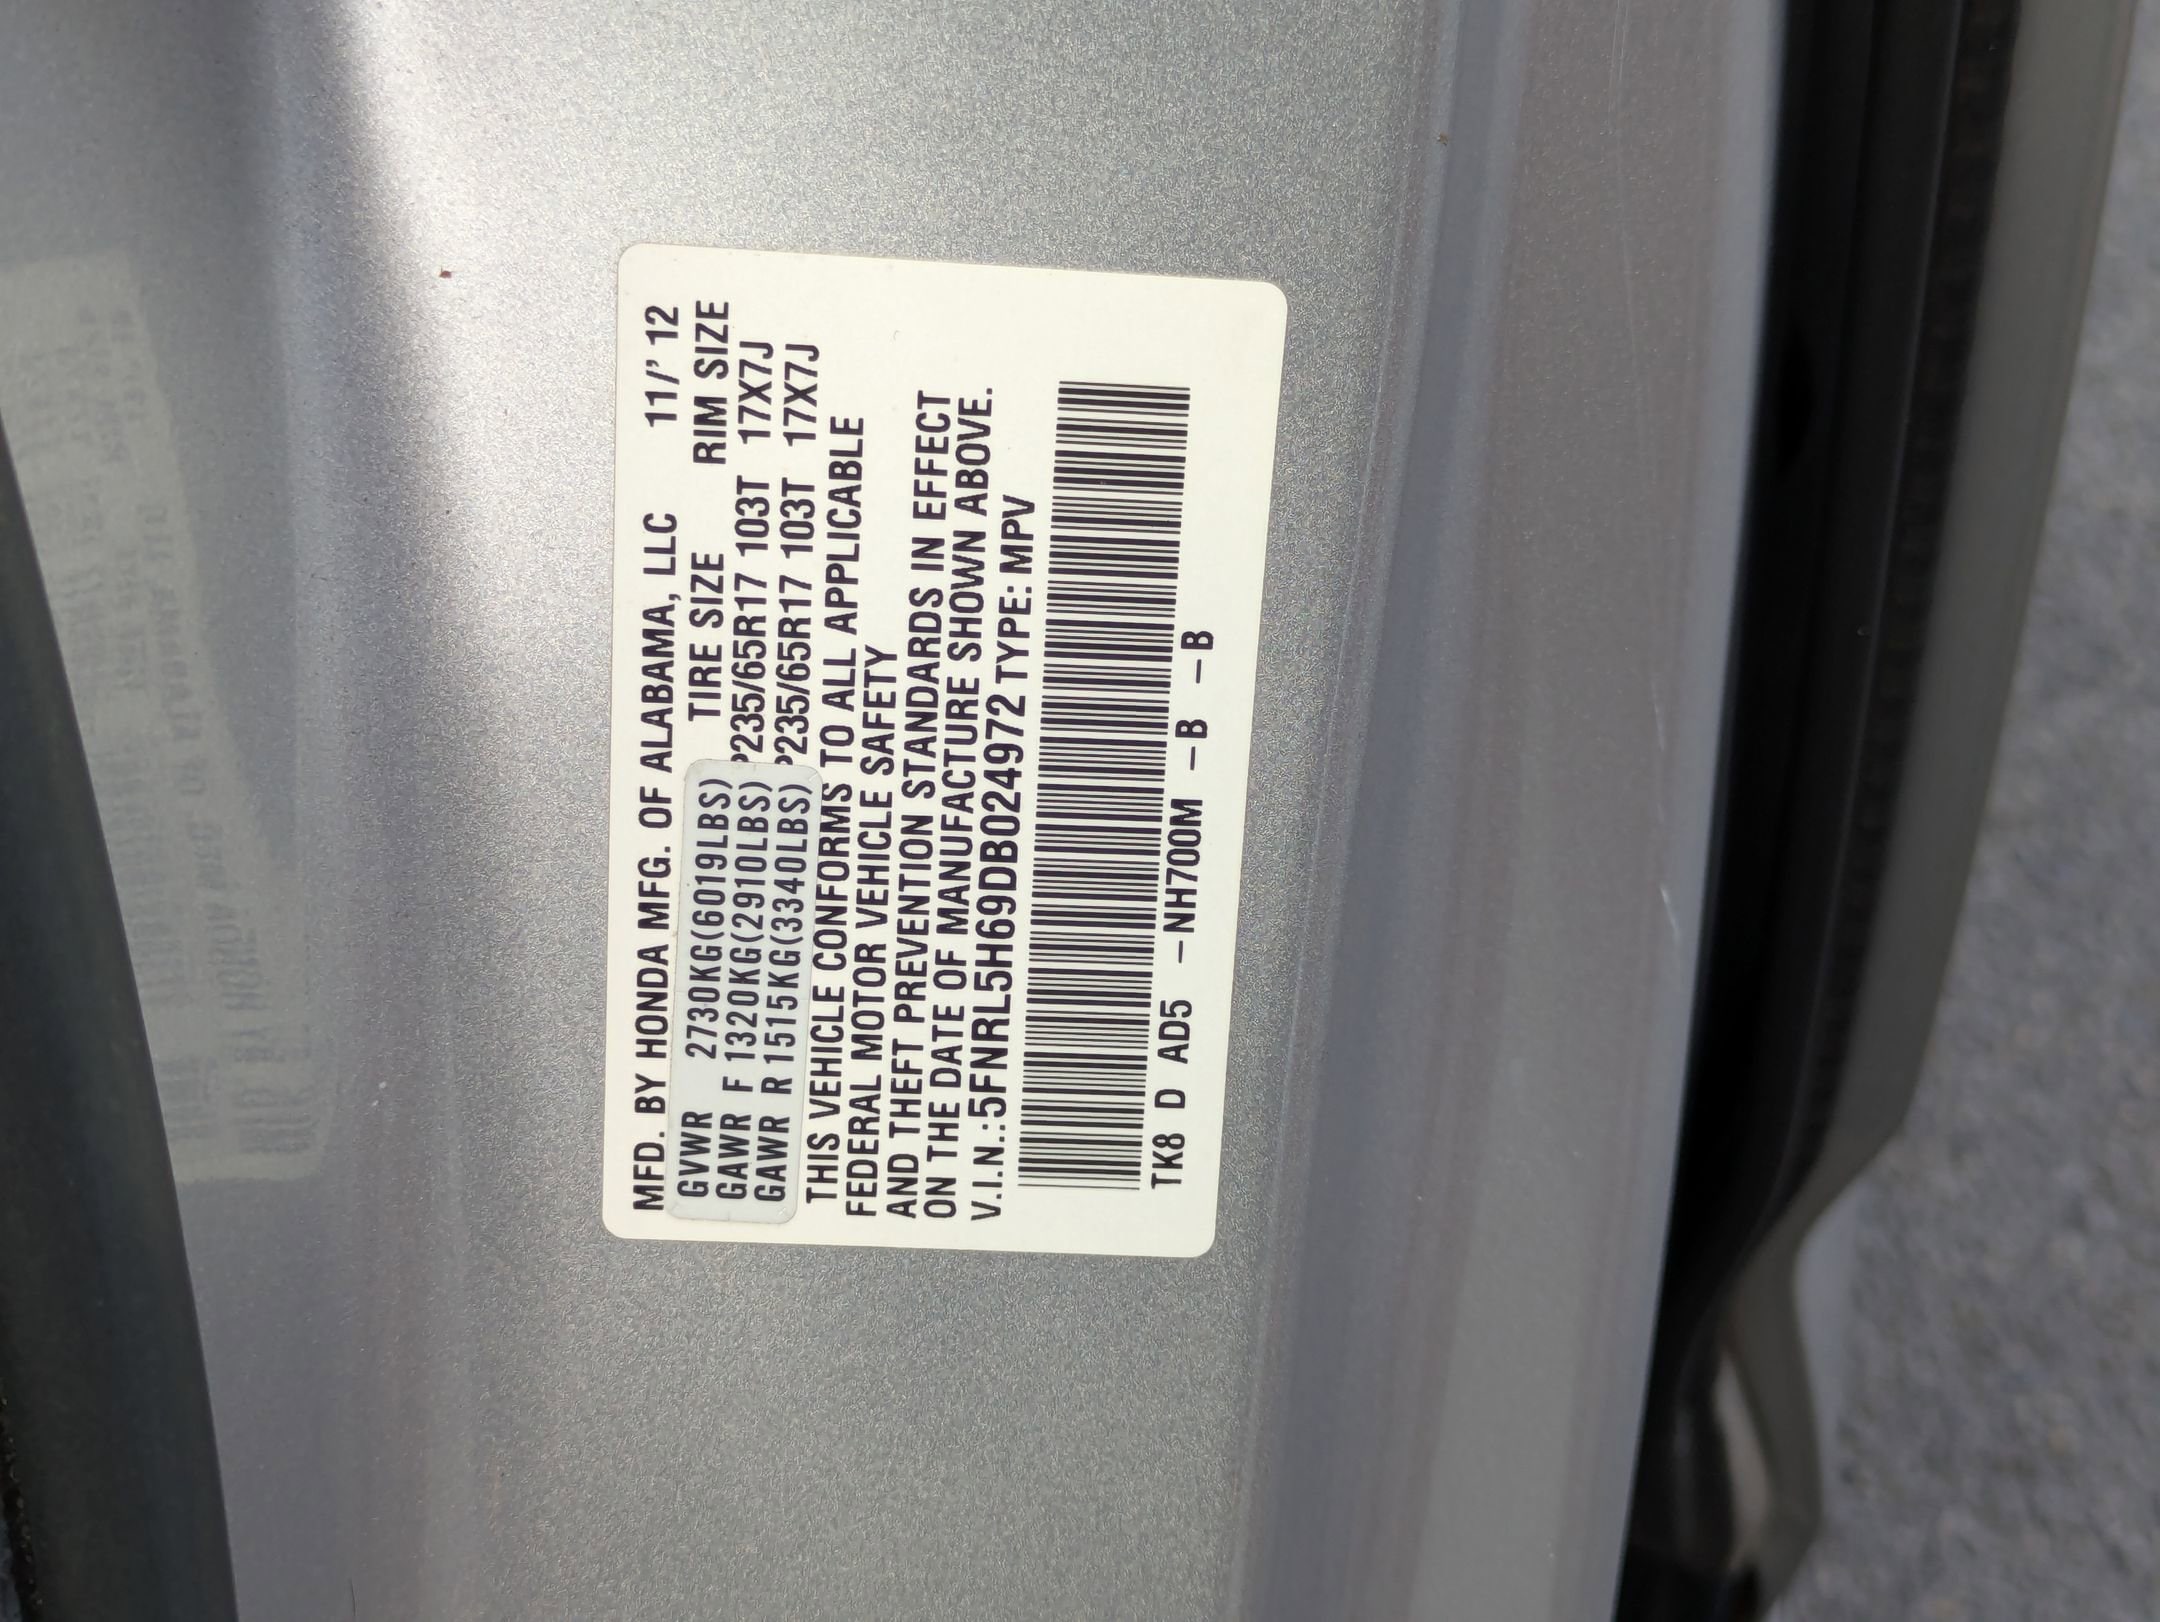 MFD. BY HONDA MFG. OF ALABAMA, LLC 11/' 12
TIRE SIZE RIM SIZE
GVWR 2730KG(6019LBS)
GAWR F 1320KG(2910LBS) P235/65R17 103T 17X7J
GAWR R 1515KG(3340LBS) P235/65R17 103T 17X7J
THIS VEHICLE CONFORMS TO ALL APPLICABLE
FEDERAL MOTOR VEHICLE SAFETY
AND THEFT PREVENTION STANDARDS IN EFFECT
ON THE DATE OF MANUFACTURE SHOWN ABOVE.
V.I.N.:5FNRL5H69DB024972 TYPE: MPV
TK8 D AD5 -NH700M -B -B